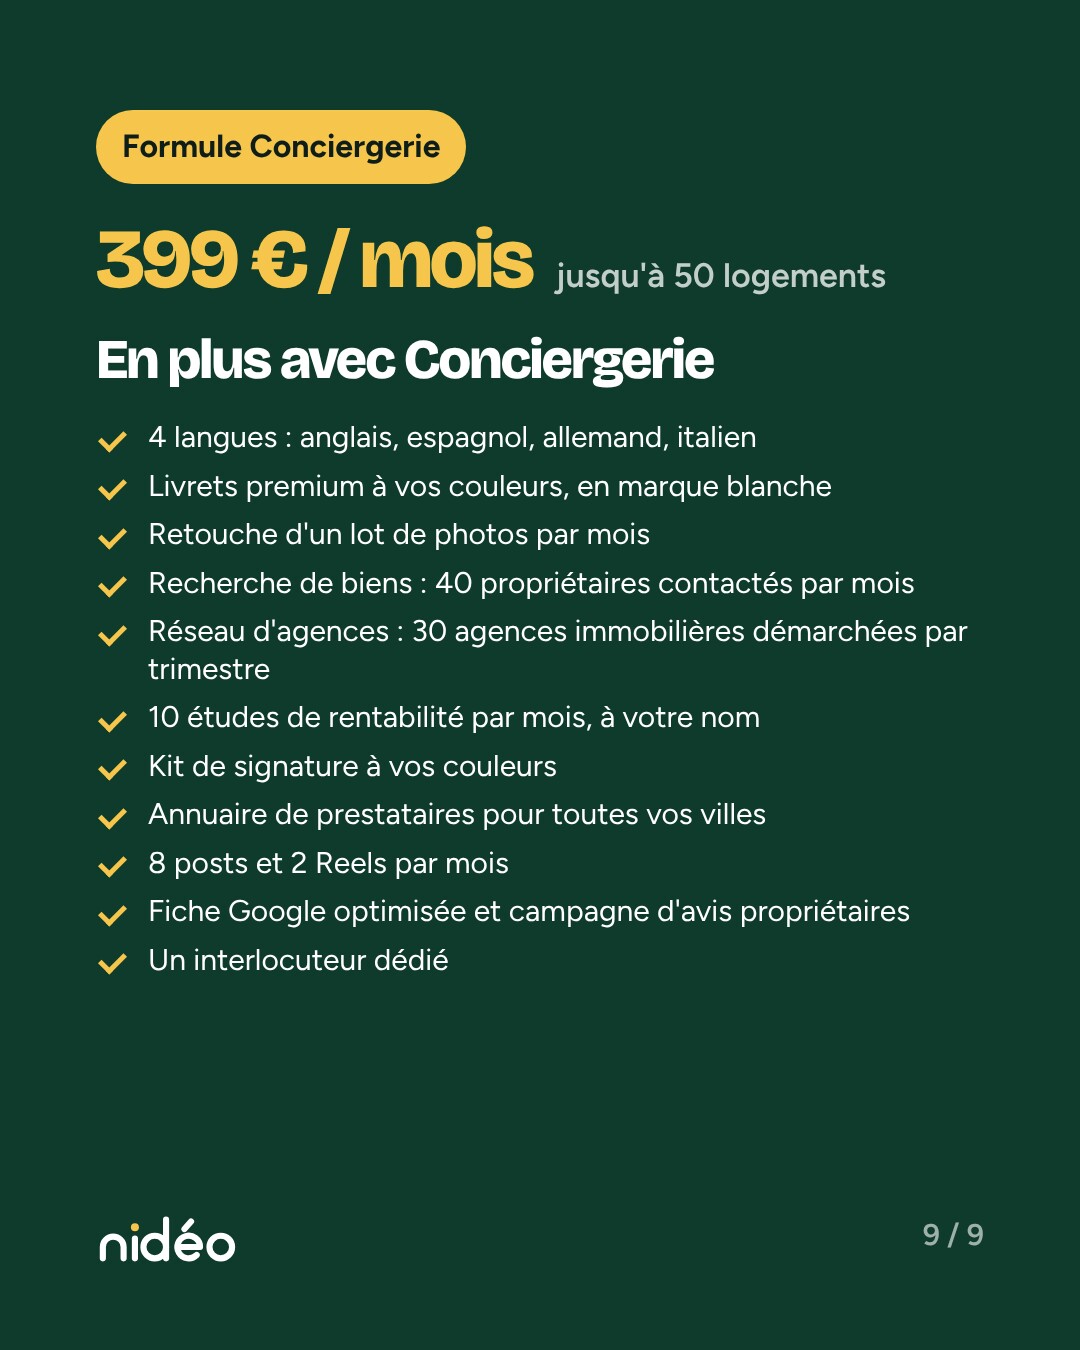 Formule Conciergerie
399 € / mois jusqu'à 50 logements
En plus avec Conciergerie
4 langues : anglais, espagnol, allemand, italien
Livrets premium à vos couleurs, en marque blanche
Retouche d'un lot de photos par mois
Recherche de biens : 40 propriétaires contactés par mois
Réseau d'agences : 30 agences immobilières démarchées par
trimestre
10 études de rentabilité par mois, à votre nom
Kit de signature à vos couleurs
Annuaire de prestataires pour toutes vos villes
8 posts et 2 Reels par mois
Fiche Google optimisée et campagne d'avis propriétaires
Un interlocuteur dédié
nidéo
9 / 9